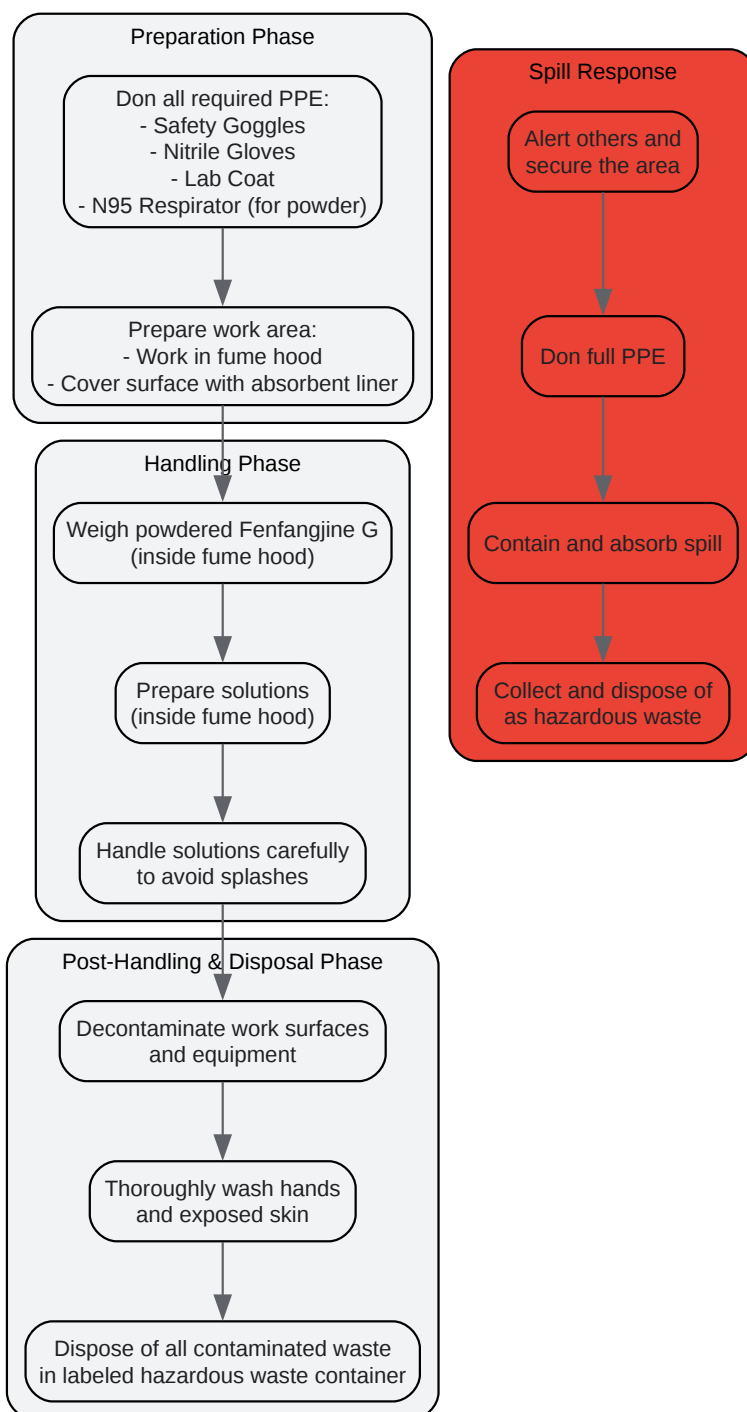 Preparation Phase
Don all required PPE:
- Safety Goggles
- Nitrile Gloves
- Lab Coat
- N95 Respirator (for powder)
Prepare work area:
- Work in fume hood
- Cover surface with absorbent liner
Handling Phase
Weigh powdered Fenfangjine G
(inside fume hood)
Prepare solutions
(inside fume hood)
Handle solutions carefully
to avoid splashes
Post-Handling & Disposal Phase
Decontaminate work surfaces
and equipment
Thoroughly wash hands
and exposed skin
Dispose of all contaminated waste
in labeled hazardous waste container
Spill Response
Alert others and
secure the area
Don full PPE
Contain and absorb spill
Collect and dispose of
as hazardous waste